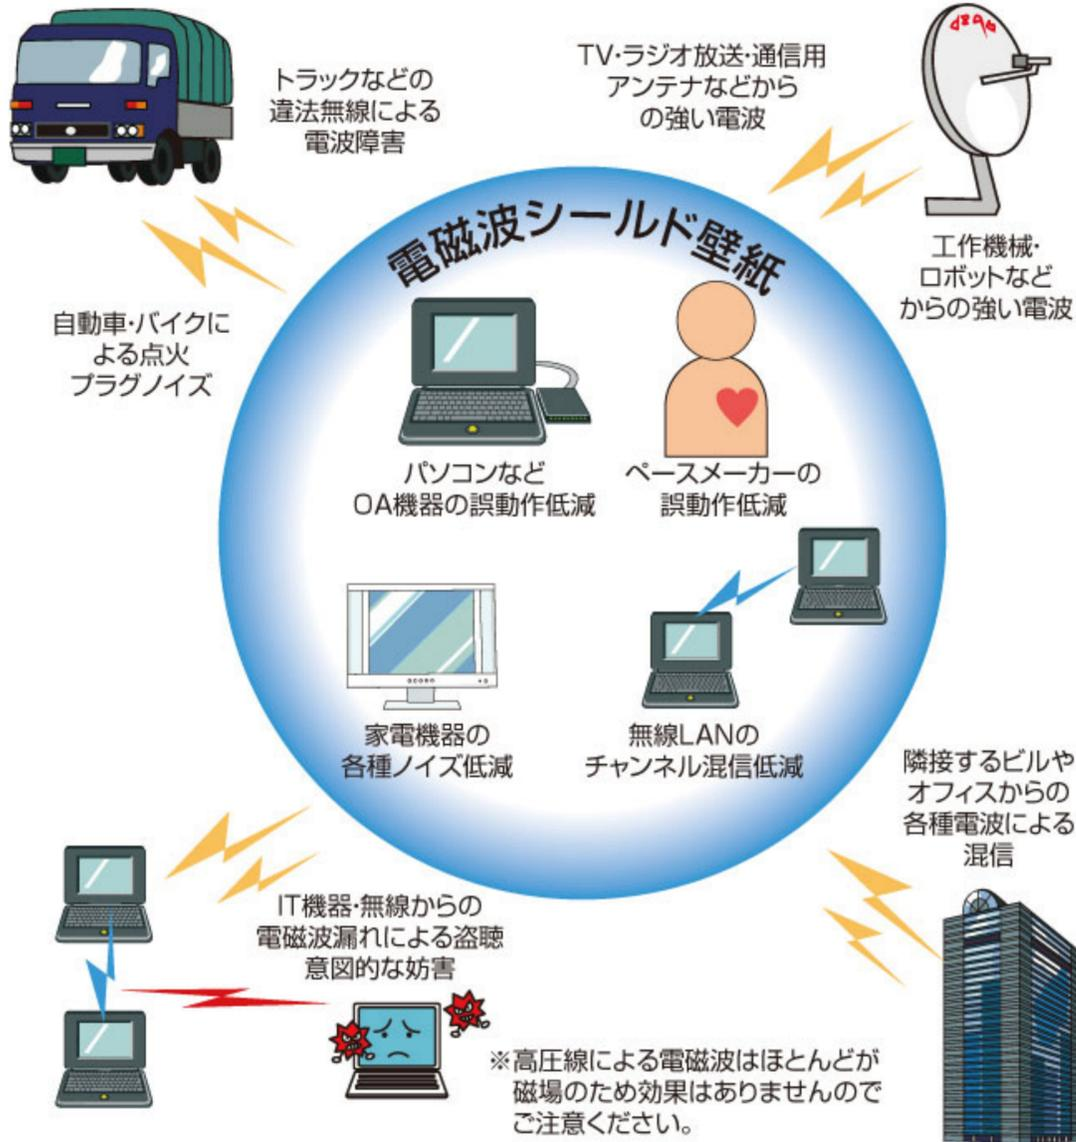 トラックなどの
違法無線による
電波障害
TV・ラジオ放送・通信用
アンテナなどから
の強い電波
電磁波シールド壁紙
工作機械・
ロボットなど
からの強い電波
自動車・バイクに
よる点火
プラグノイズ
パソコンなど
OA機器の誤動作低減
ペースメーカーの
誤動作低減
家電機器の
各種ノイズ低減
無線LANの
チャンネル混信低減
隣接するビルや
オフィスからの
各種電波による
混信
IT機器・無線からの
電磁波漏れによる盗聴
意図的な妨害
※高圧線による電磁波はほとんどが
磁場のため効果はありませんので
ご注意ください。